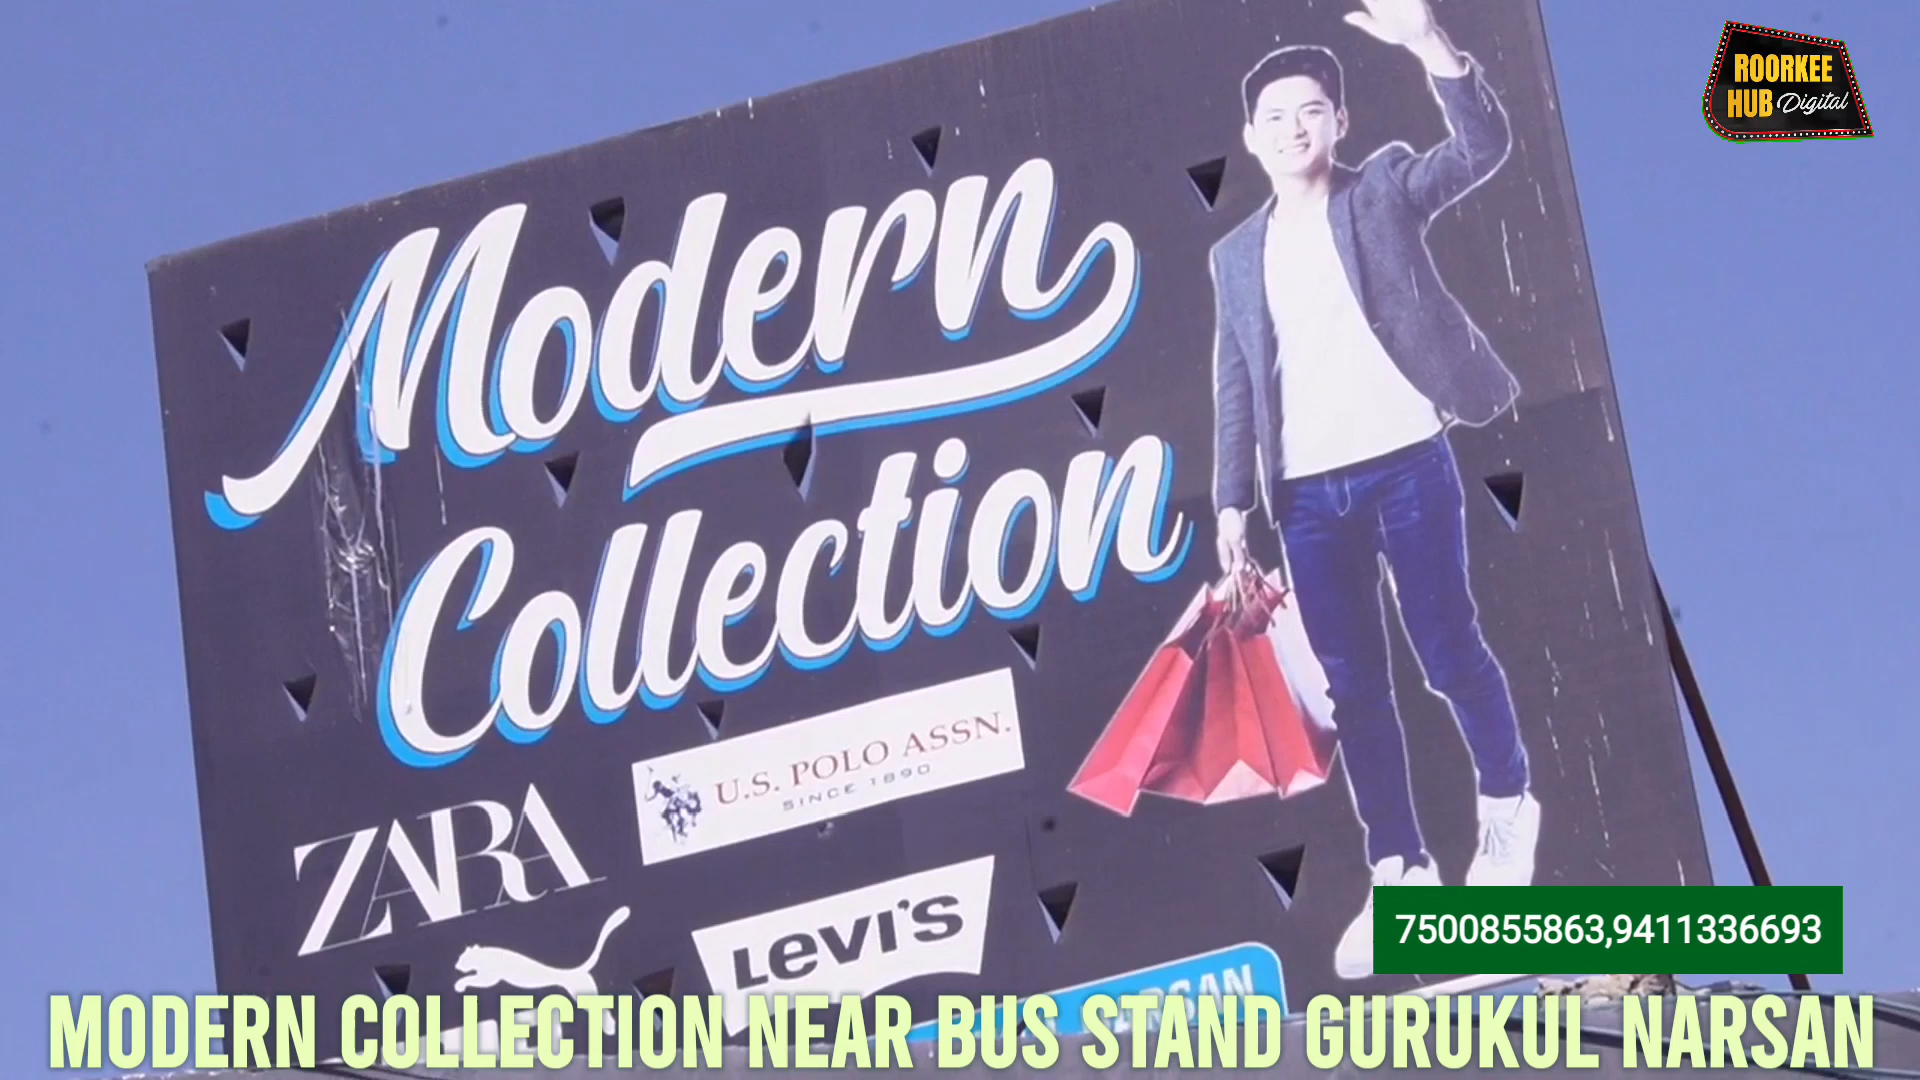 ROORKEE
HUB Digital
Modern
Collection
U.S. POLO ASSN.
SINCE 1890
ZARA
LEVI'S
7500855863,9411336693
MODERN COLLECTION NEAR BUS STAND GURUKUL NARSAN